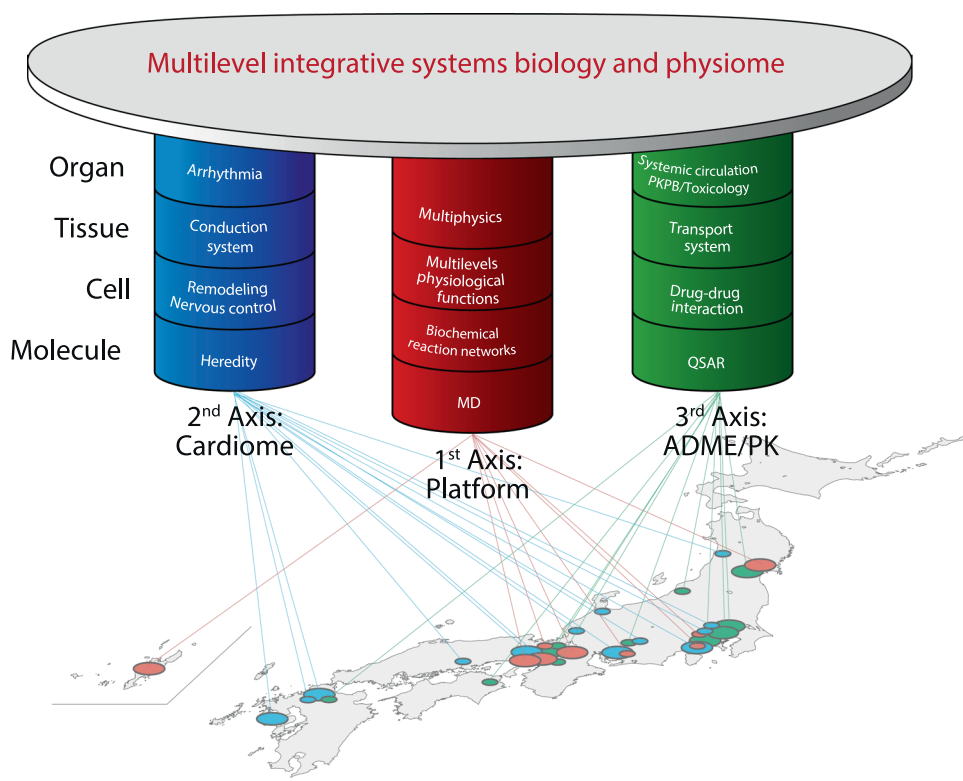 Multilevel integrative systems biology and physiome
Organ
Tissue
Cell
Molecule
Arrhythmia
Conduction
system
Remodeling
Nervous control
Heredity
2nd Axis:
Cardiome
Multiphysics
Multilevels
physiological
functions
Biochemical
reaction networks
MD
1st Axis:
Platform
Systemic circulation
PKPB/Toxicology
Transport
system
Drug-drug
interaction
QSAR
3rd Axis:
ADME/PK